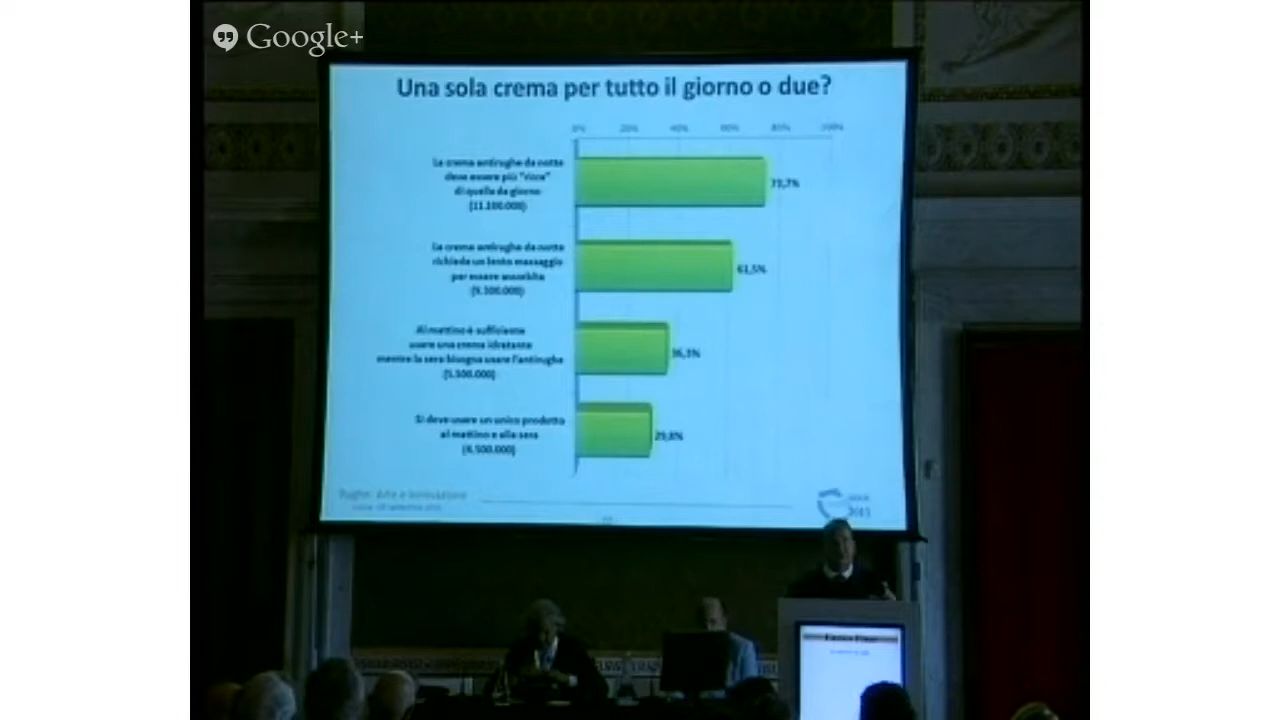 Google+
Una sola crema per tutto il giorno o due?
0% 20% 40% 60% 80% 100%
La crema antirughe da notte
deve essere più "ricca"
di quella da giorno
(11.200.000)
73,7%
La crema antirughe da notte
richieda un lento massaggio
per essere assorbita
(9.300.000)
61,5%
Al mattino è sufficiente
usare una crema idratante
mentre la sera bisogna usare l'antirughe
(5.500.000)
36,3%
Si deve usare un unico prodotto
al mattino e alla sera
(4.500.000)
29,8%
Rughe: Arte e Innovazione